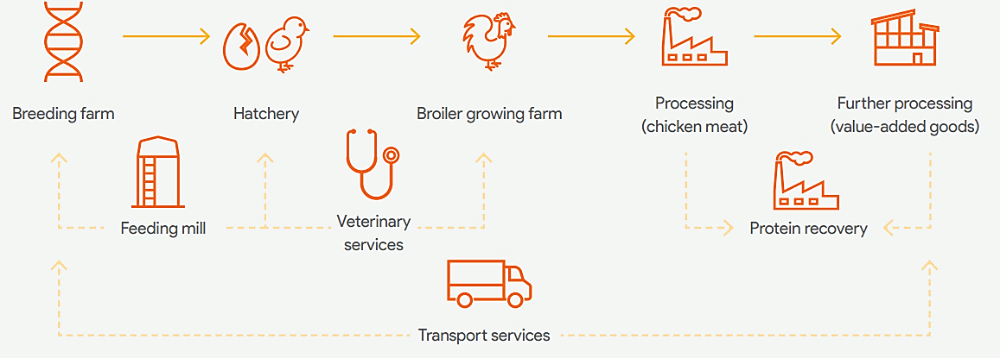 Breeding farm
Hatchery
Broiler growing farm
Processing
(chicken meat)
Further processing
(value-added goods)
Feeding mill
Veterinary
services
Protein recovery
Transport services